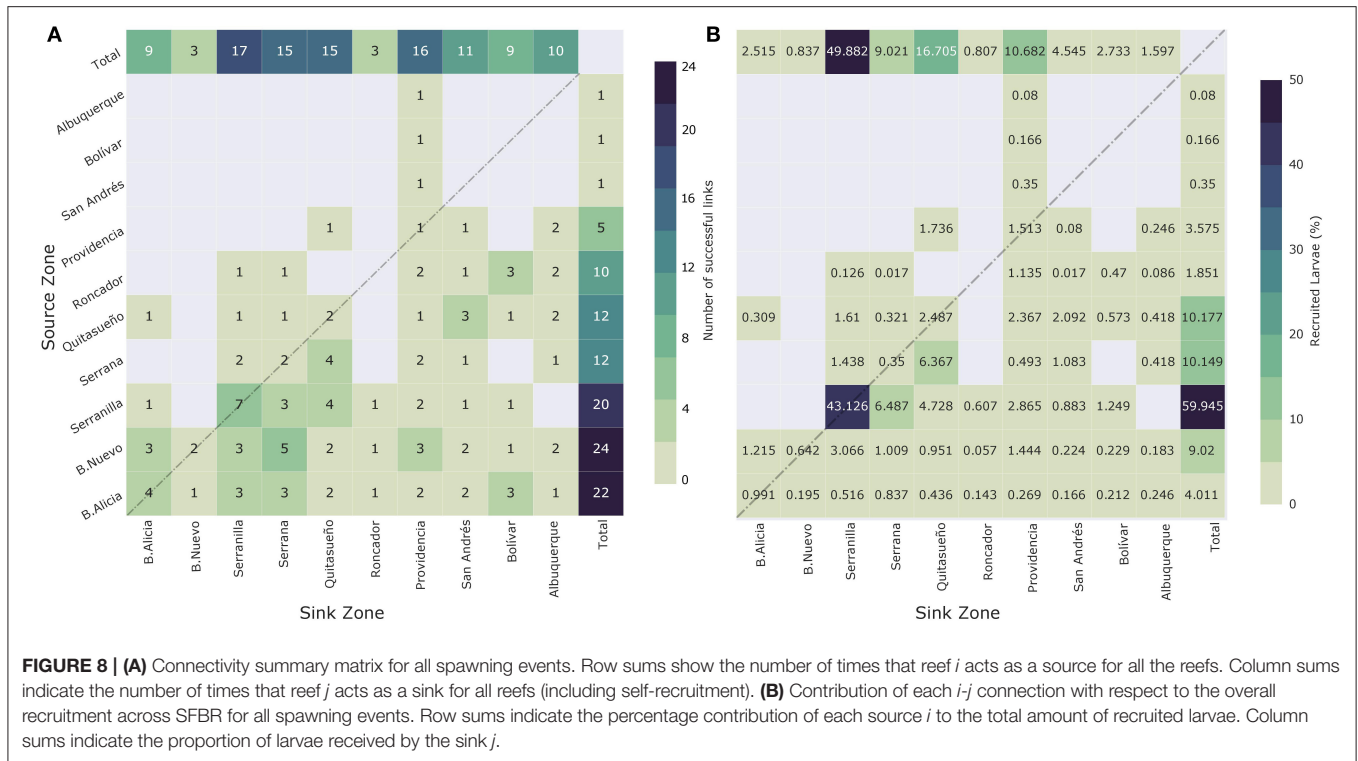 A
Total 9 3 17 15 15 3 16 11 9 10
Albuquerque 1 1
Bolívar 1 1
San Andrés 1 1
Providencia 1 1 1 2 5
Roncador 1 1 2 1 3 2 10
Quitasueño 1 1 1 2 1 3 1 2 12
Serrana 2 2 4 2 1 1 12
Serranilla 1 7 3 4 1 2 1 1 20
B.Nuevo 3 2 3 5 2 1 3 2 1 2 24
B.Alicia 4 1 3 3 2 1 2 2 3 1 22
Source Zone
B.Alicia B.Nuevo Serranilla Serrana Quitasueño Roncador Providencia San Andrés Bolívar Albuquerque Total
Sink Zone
24
20
16
12
8
4
0
Number of successful links
B
2.515 0.837 49.882 9.021 16.705 0.807 10.682 4.545 2.733 1.597
0.08 0.08
0.166 0.166
0.35 0.35
1.736 1.513 0.08 0.246 3.575
0.126 0.017 1.135 0.017 0.47 0.086 1.851
0.309 1.61 0.321 2.487 2.367 2.092 0.573 0.418 10.177
1.438 0.35 6.367 0.493 1.083 0.418 10.149
43.126 6.487 4.728 0.607 2.865 0.883 1.249 59.945
1.215 0.642 3.066 1.009 0.951 0.057 1.444 0.224 0.229 0.183 9.02
0.991 0.195 0.516 0.837 0.436 0.143 0.269 0.166 0.212 0.246 4.011
B.Alicia B.Nuevo Serranilla Serrana Quitasueño Roncador Providencia San Andrés Bolívar Albuquerque Total
Sink Zone
50
40
30
20
10
0
Recruited Larvae (%)
FIGURE 8 | (A) Connectivity summary matrix for all spawning events. Row sums show the number of times that reef i acts as a source for all the reefs. Column sums
indicate the number of times that reef j acts as a sink for all reefs (including self-recruitment). (B) Contribution of each i-j connection with respect to the overall
recruitment across SFBR for all spawning events. Row sums indicate the percentage contribution of each source i to the total amount of recruited larvae. Column
sums indicate the proportion of larvae received by the sink j.